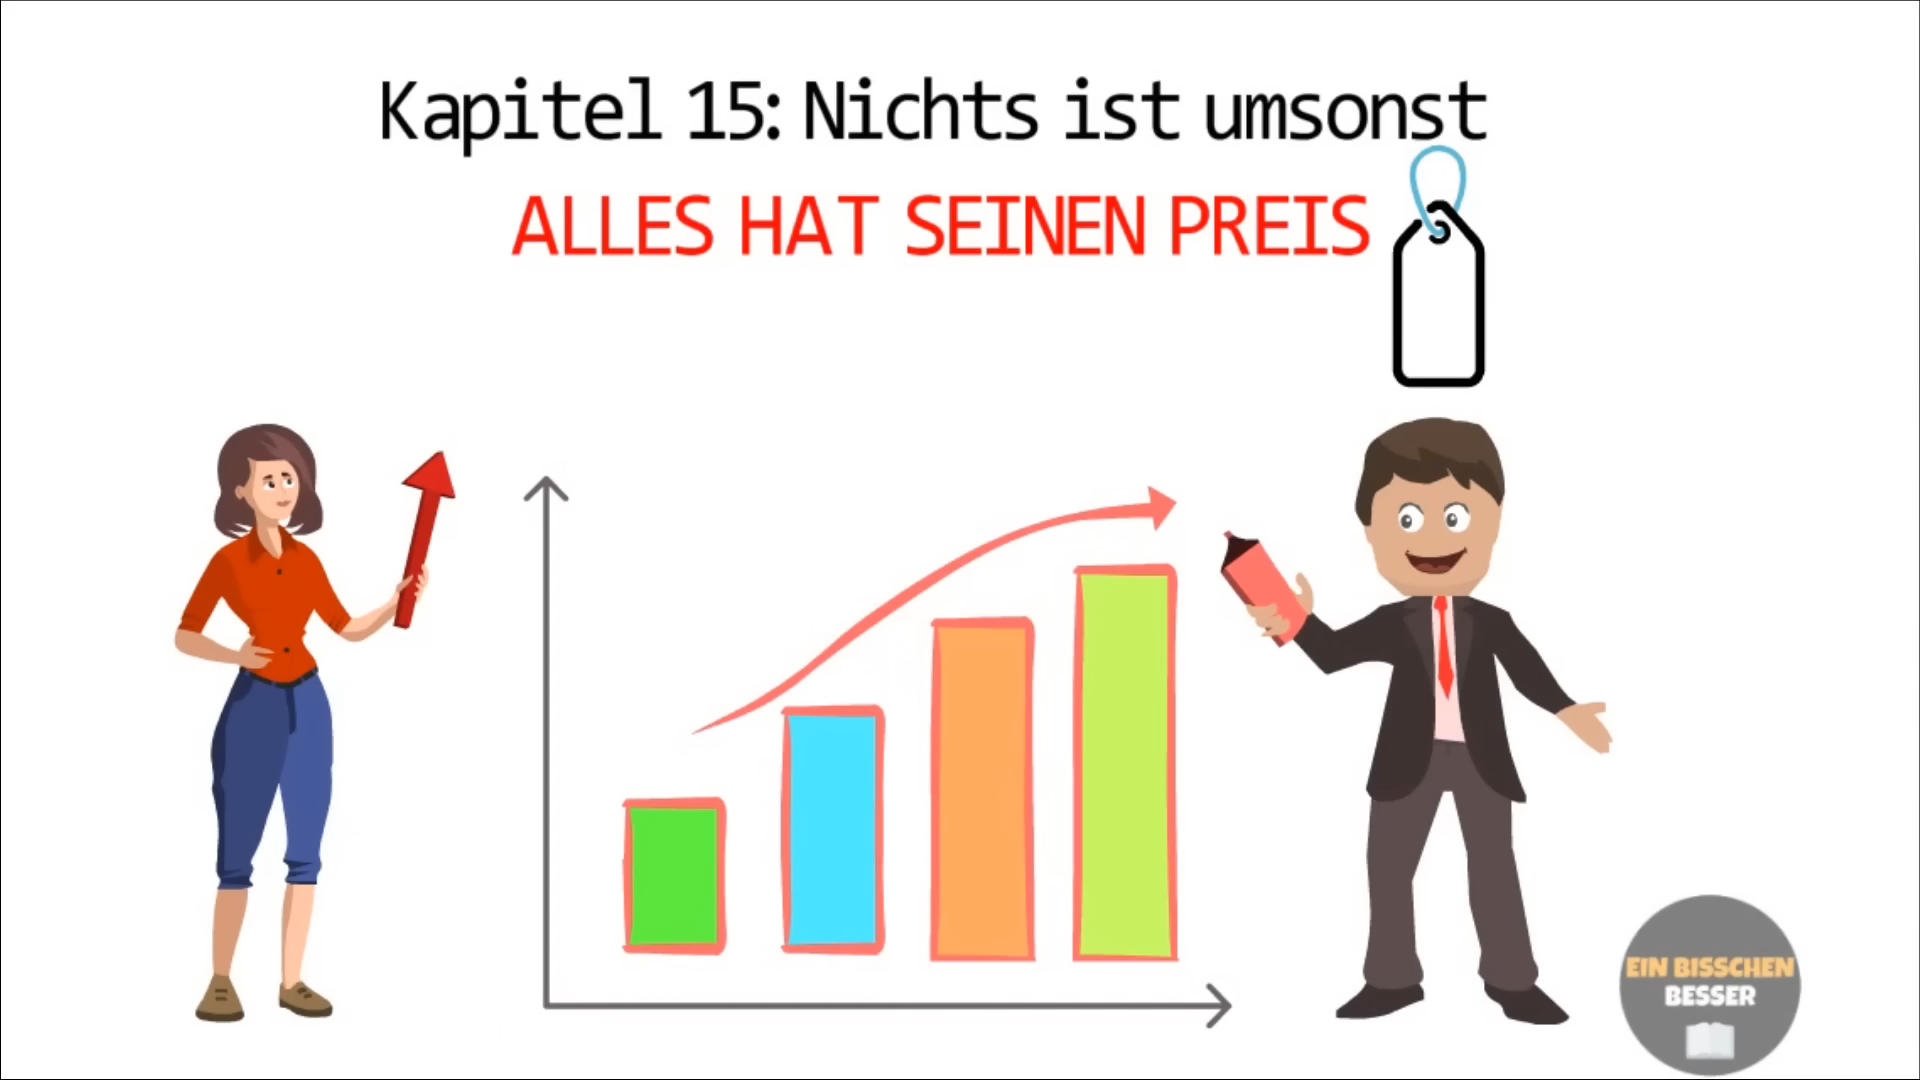 Kapitel 15: Nichts ist umsonst
ALLES HAT SEINEN PREIS
EIN BISSCHEN
BESSER